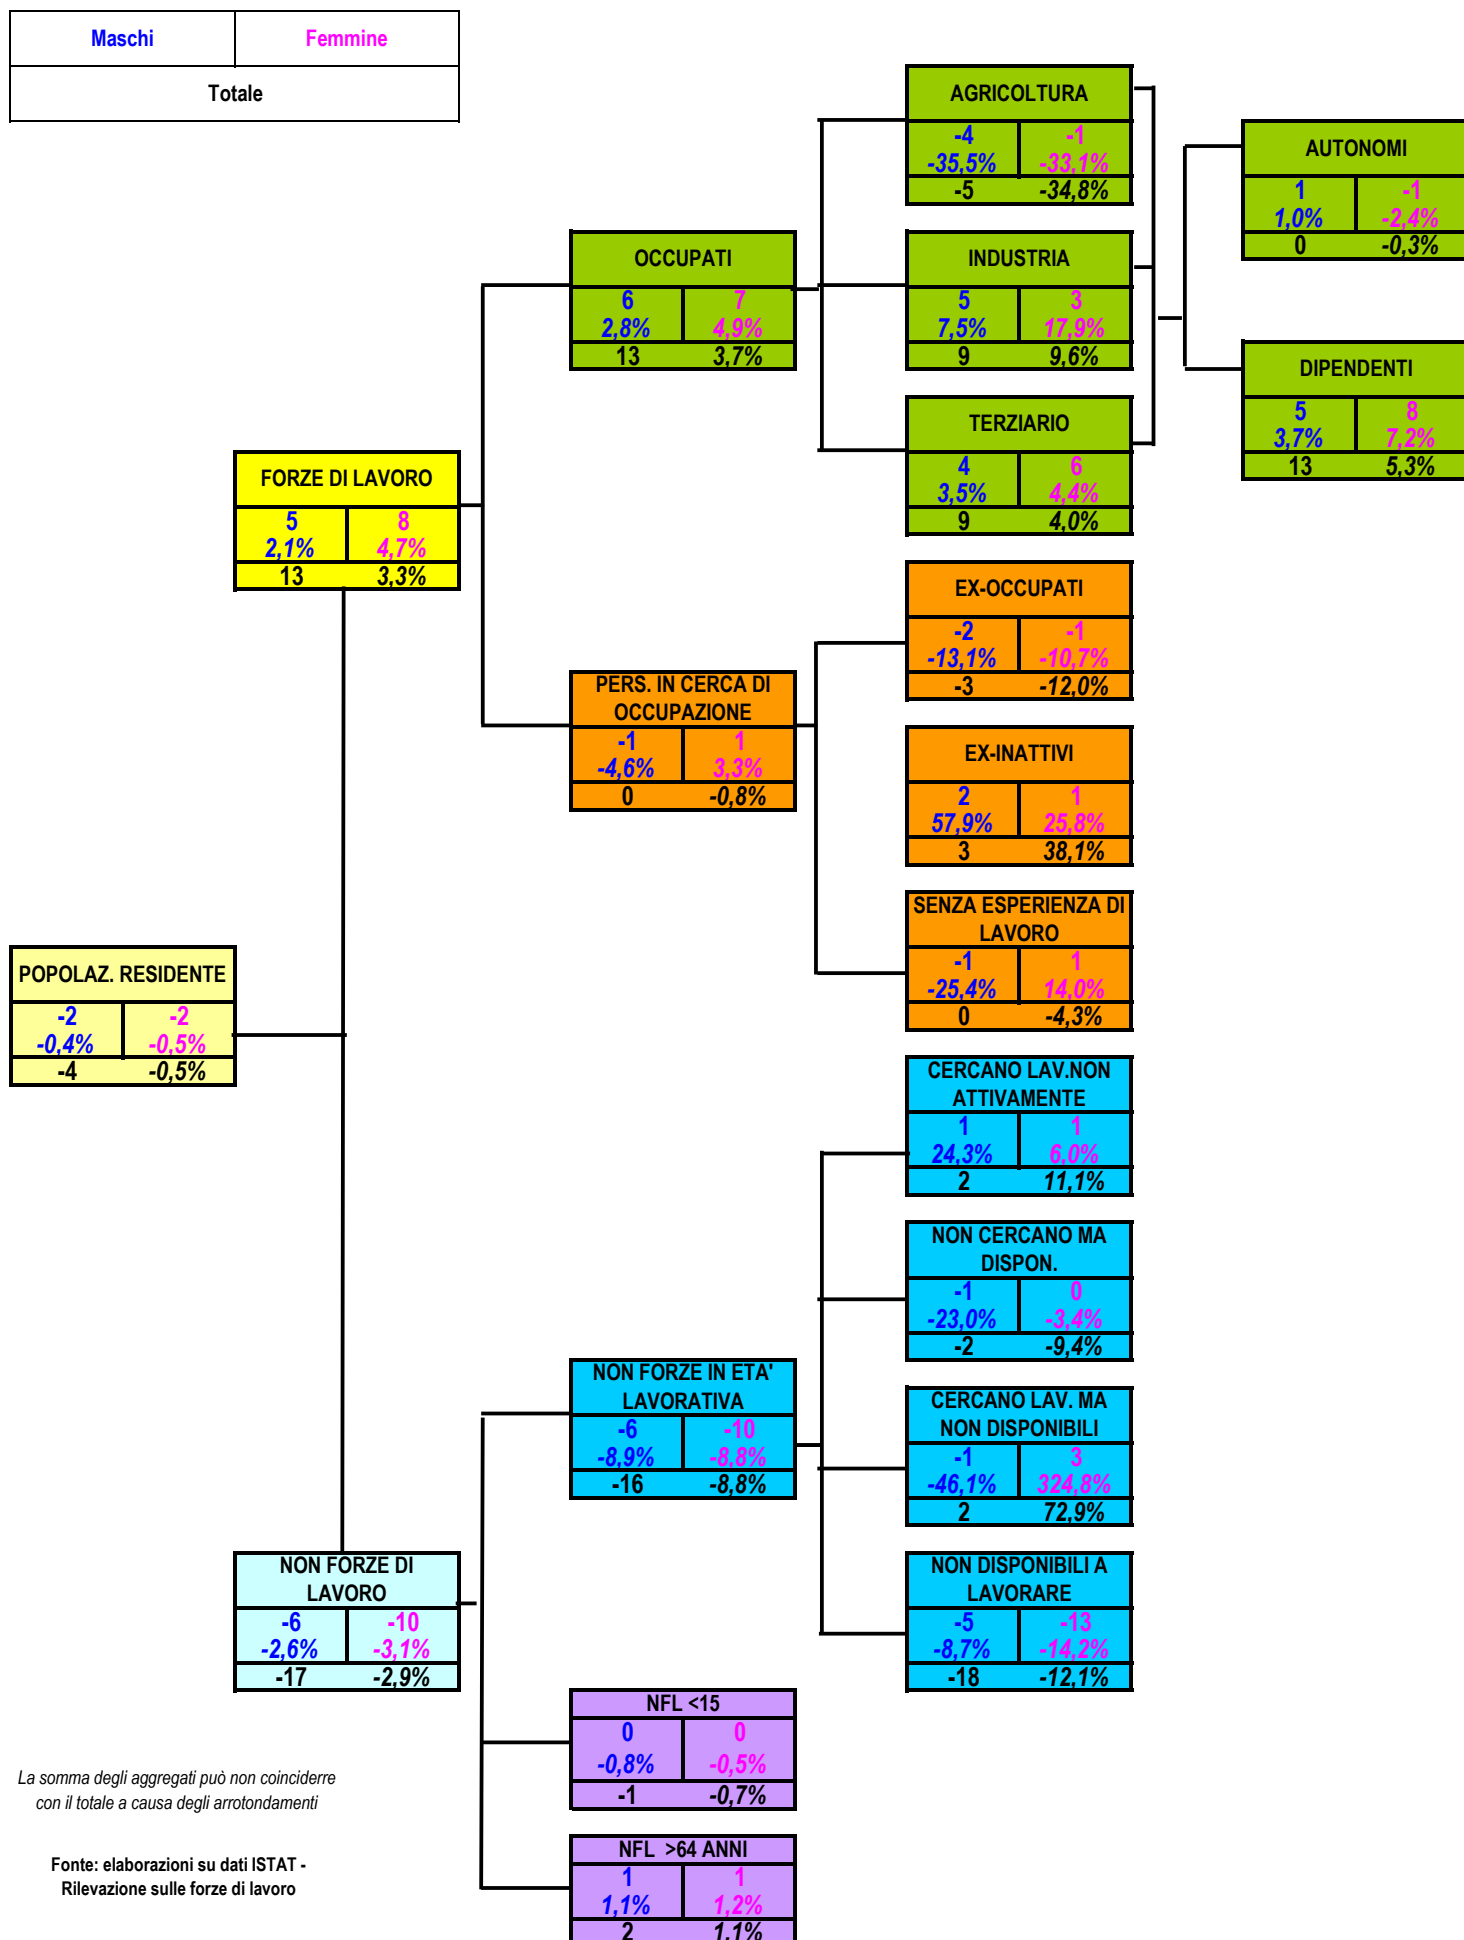 Maschi Femmine
Totale
AGRICOLTURA
-4 -1
-35,5% -33,1%
-5 -34,8%
AUTONOMI
1 -1
1,0% -2,4%
0 -0,3%
OCCUPATI
6 7
2,8% 4,9%
13 3,7%
INDUSTRIA
5 3
7,5% 17,9%
9 9,6%
DIPENDENTI
5 8
3,7% 7,2%
13 5,3%
TERZIARIO
4 6
3,5% 4,4%
9 4,0%
FORZE DI LAVORO
5 8
2,1% 4,7%
13 3,3%
EX-OCCUPATI
-2 -1
-13,1% -10,7%
-3 -12,0%
PERS. IN CERCA DI
OCCUPAZIONE
-1 1
-4,6% 3,3%
0 -0,8%
EX-INATTIVI
2 1
57,9% 25,8%
3 38,1%
SENZA ESPERIENZA DI
LAVORO
-1 1
-25,4% 14,0%
0 -4,3%
POPOLAZ. RESIDENTE
-2 -2
-0,4% -0,5%
-4 -0,5%
CERCANO LAV.NON
ATTIVAMENTE
1 1
24,3% 6,0%
2 11,1%
NON CERCANO MA
DISPON.
-1 0
-23,0% -3,4%
-2 -9,4%
NON FORZE IN ETA'
LAVORATIVA
-6 -10
-8,9% -8,8%
-16 -8,8%
CERCANO LAV. MA
NON DISPONIBILI
-1 3
-46,1% 324,8%
2 72,9%
NON FORZE DI
LAVORO
-6 -10
-2,6% -3,1%
-17 -2,9%
NON DISPONIBILI A
LAVORARE
-5 -13
-8,7% -14,2%
-18 -12,1%
NFL <15
0 0
-0,8% -0,5%
-1 -0,7%
La somma degli aggregati può non coinciderre
con il totale a causa degli arrotondamenti
NFL >64 ANNI
1 1
1,1% 1,2%
2 1,1%
Fonte: elaborazioni su dati ISTAT -
Rilevazione sulle forze di lavoro